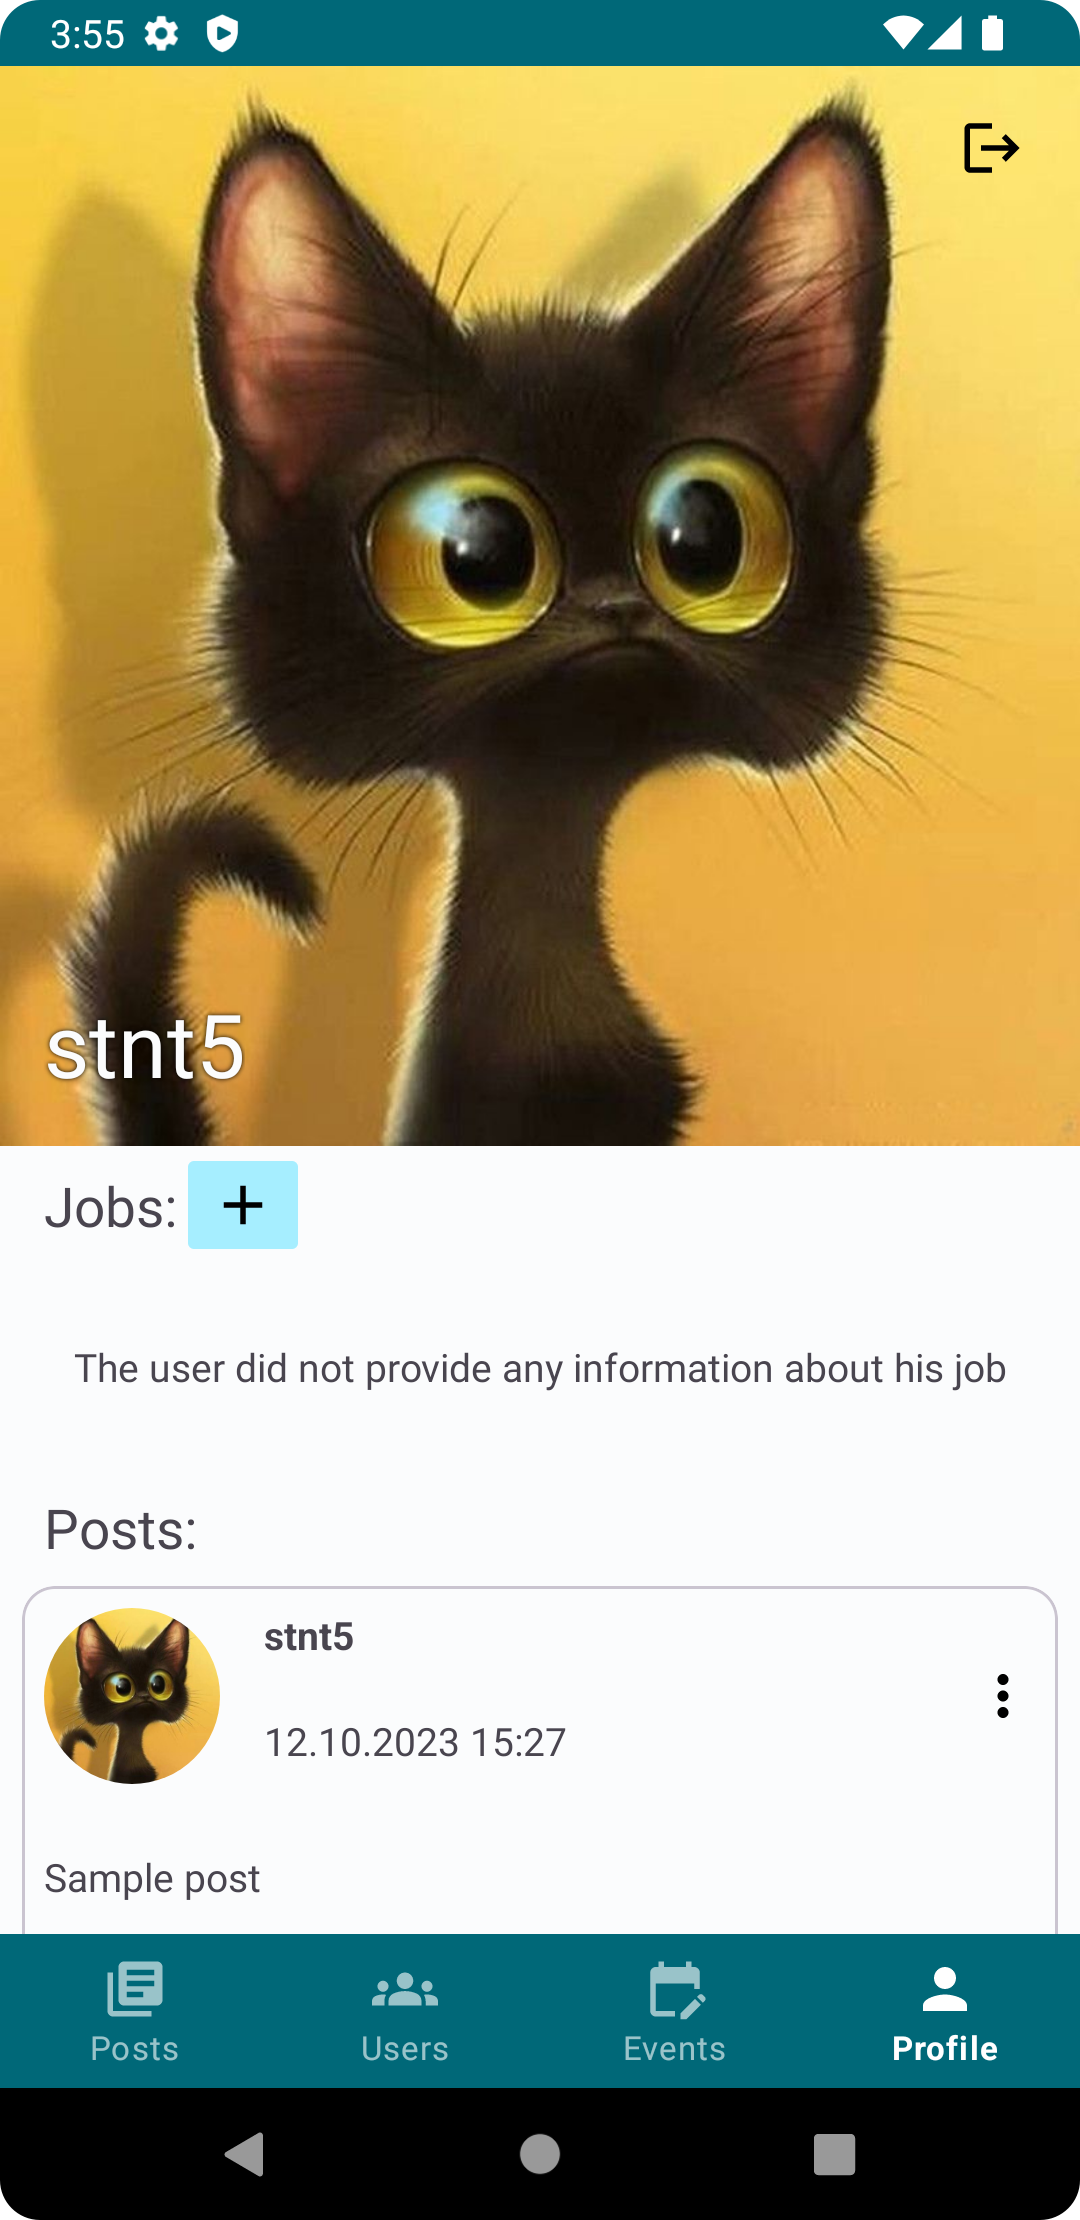 3:55
stnt5
Jobs:
The user did not provide any information about his job
Posts:
stnt5
12.10.2023 15:27
Sample post
Posts
Users
Events
Profile